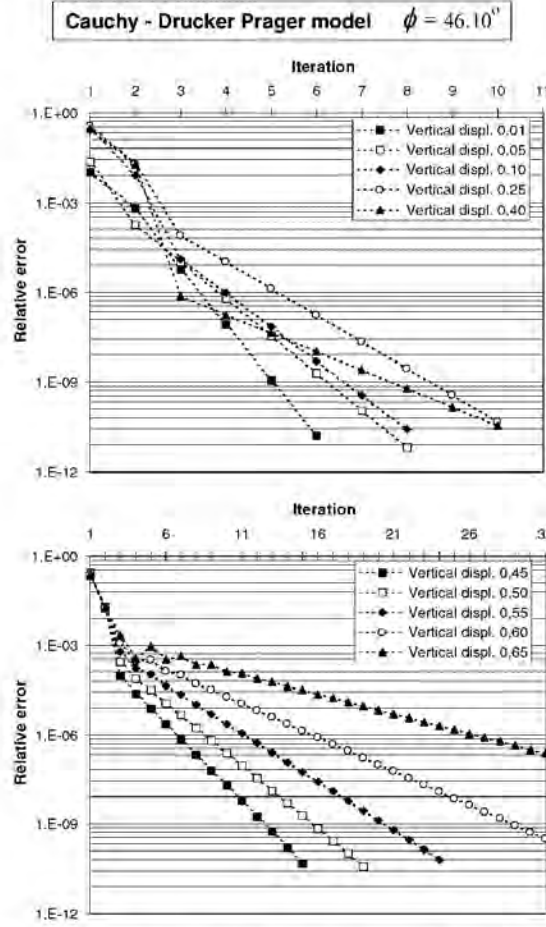 Cauchy - Drucker Prager model ϕ = 46.10°
Iteration
1 2 3 4 5 6 7 8 9 10 11
1.E+00
1.E-03
1.E-06
1.E-09
1.E-12
Relative error
Vertical displ. 0,01
Vertical displ. 0,05
Vertical displ. 0,10
Vertical displ. 0,25
Vertical displ. 0,40
Iteration
1 6 11 16 21 26 31
1.E+00
1.E-03
1.E-06
1.E-09
1.E-12
Relative error
Vertical displ. 0,45
Vertical displ. 0,50
Vertical displ. 0,55
Vertical displ. 0,60
Vertical displ. 0,65